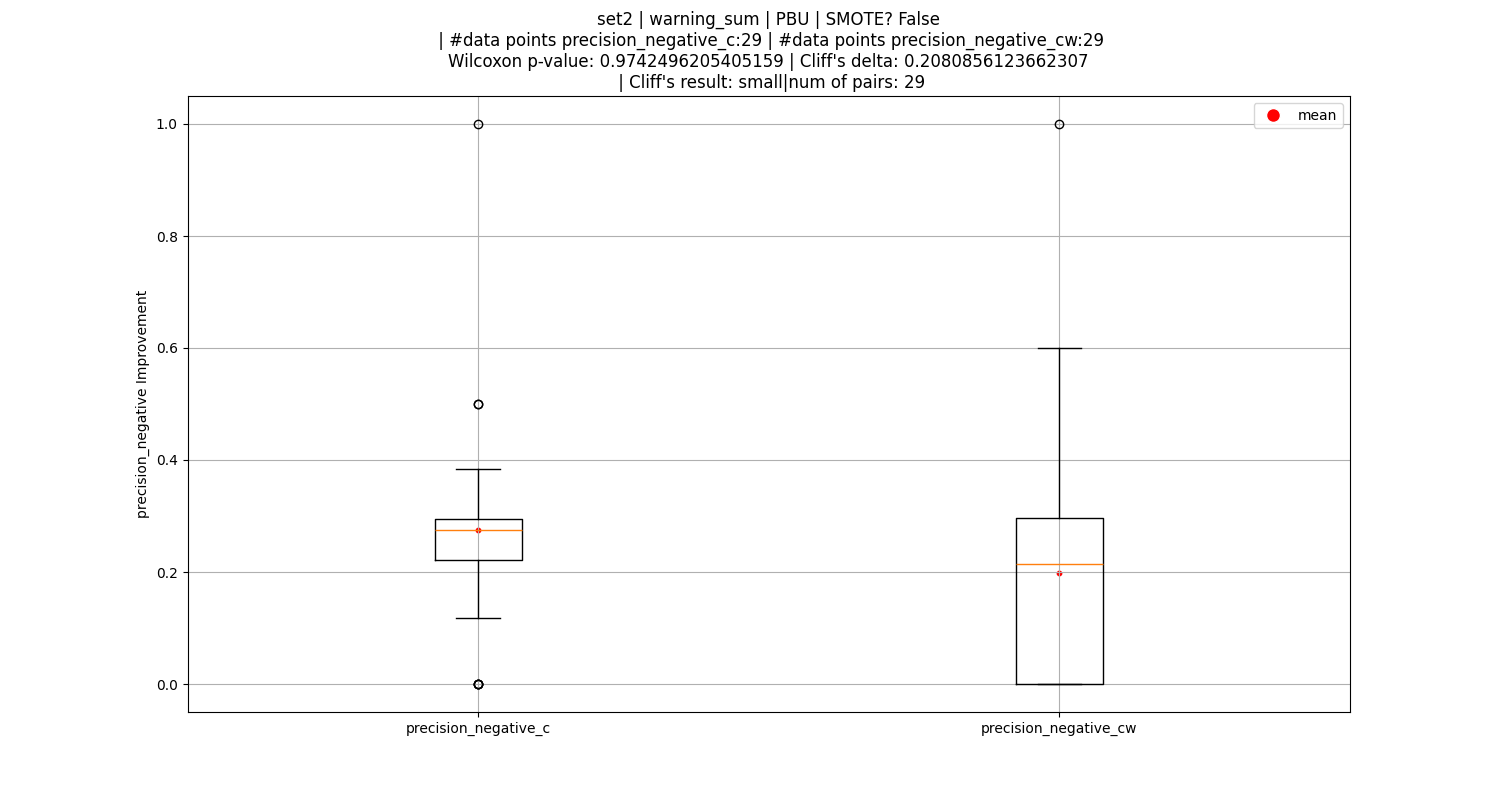 set2 | warning_sum | PBU | SMOTE? False
| #data points precision_negative_c:29 | #data points precision_negative_cw:29
Wilcoxon p-value: 0.9742496205405159 | Cliff's delta: 0.2080856123662307
| Cliff's result: small|num of pairs: 29
mean
precision_negative Improvement
1.0
0.8
0.6
0.4
0.2
0.0
precision_negative_c
precision_negative_cw